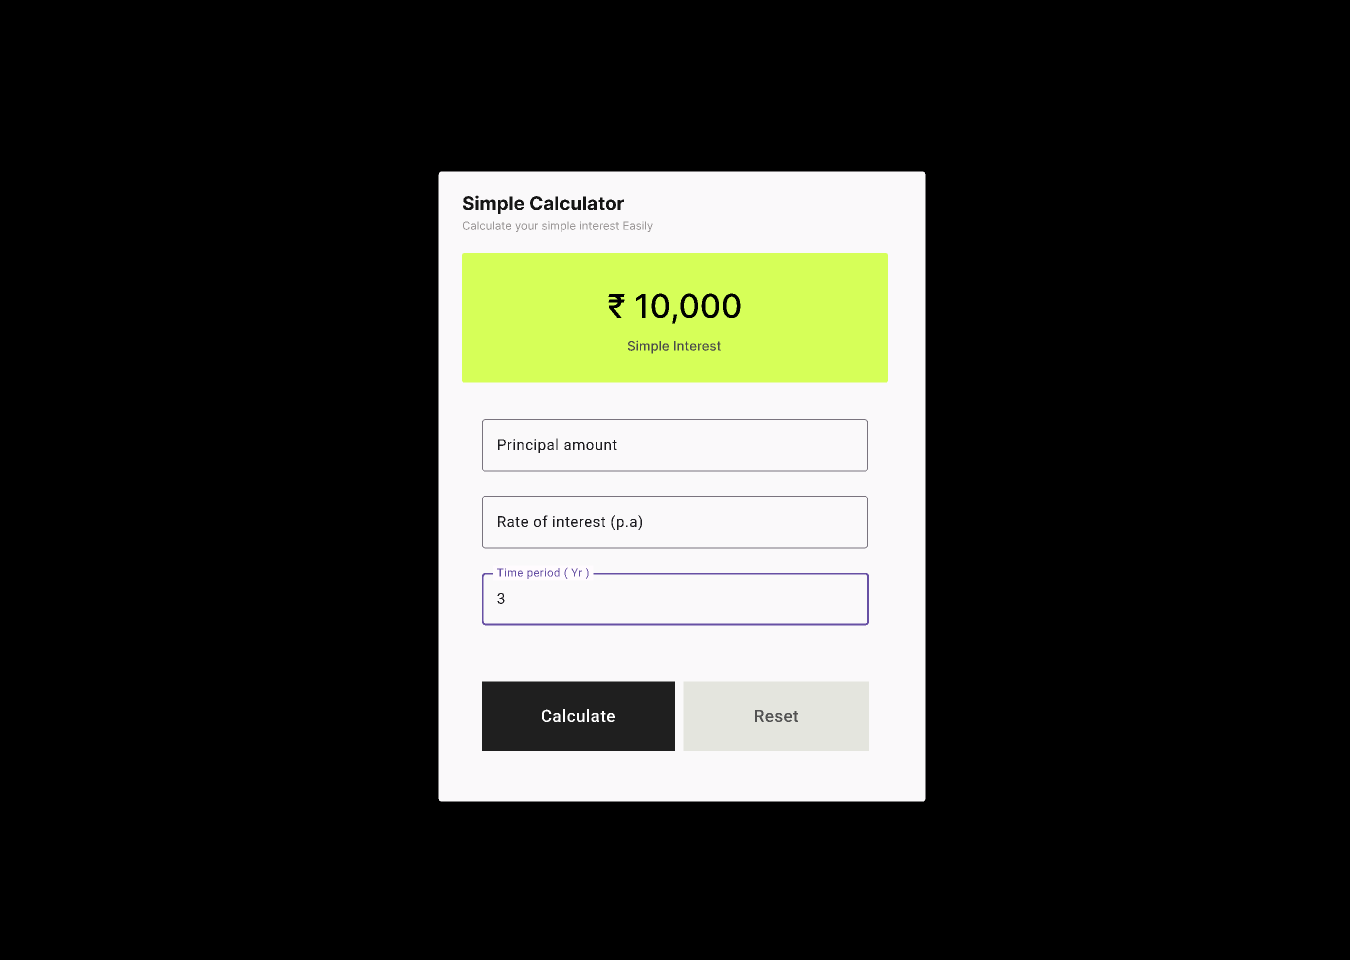 Simple Calculator
Calculate your simple interest Easily
₹ 10,000
Simple Interest
Principal amount
Rate of interest (p.a)
Time period ( Yr )
3
Calculate
Reset